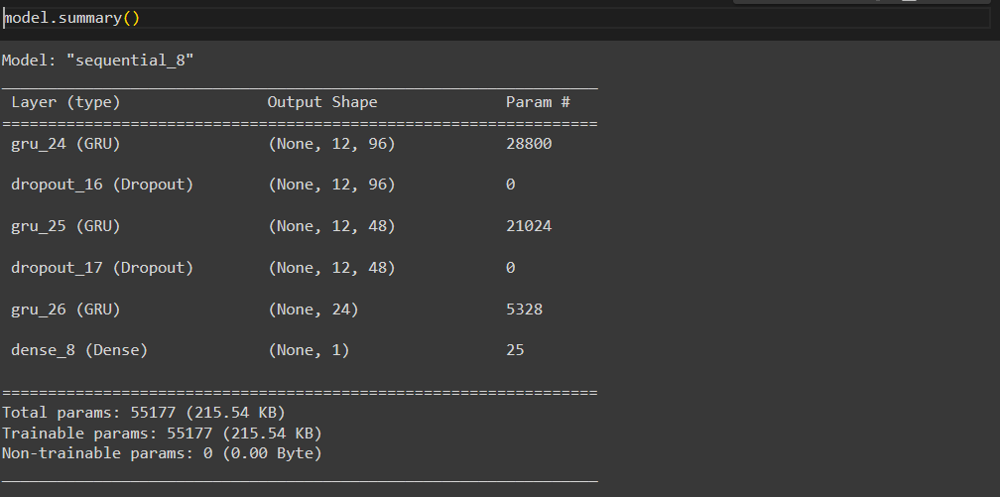 model.summary()
Model: "sequential_8"
_________________________________________________________________
Layer (type)                Output Shape              Param #
=================================================================
gru_24 (GRU)                (None, 12, 96)            28800
dropout_16 (Dropout)        (None, 12, 96)            0
gru_25 (GRU)                (None, 12, 48)            21024
dropout_17 (Dropout)        (None, 12, 48)            0
gru_26 (GRU)                (None, 24)                5328
dense_8 (Dense)             (None, 1)                 25
=================================================================
Total params: 55177 (215.54 KB)
Trainable params: 55177 (215.54 KB)
Non-trainable params: 0 (0.00 Byte)
_________________________________________________________________